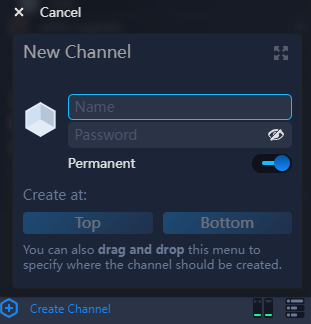 Cancel
New Channel
Name
Password
Permanent
Create at:
Top
Bottom
You can also drag and drop this menu to
specify where the channel should be created.
Create Channel